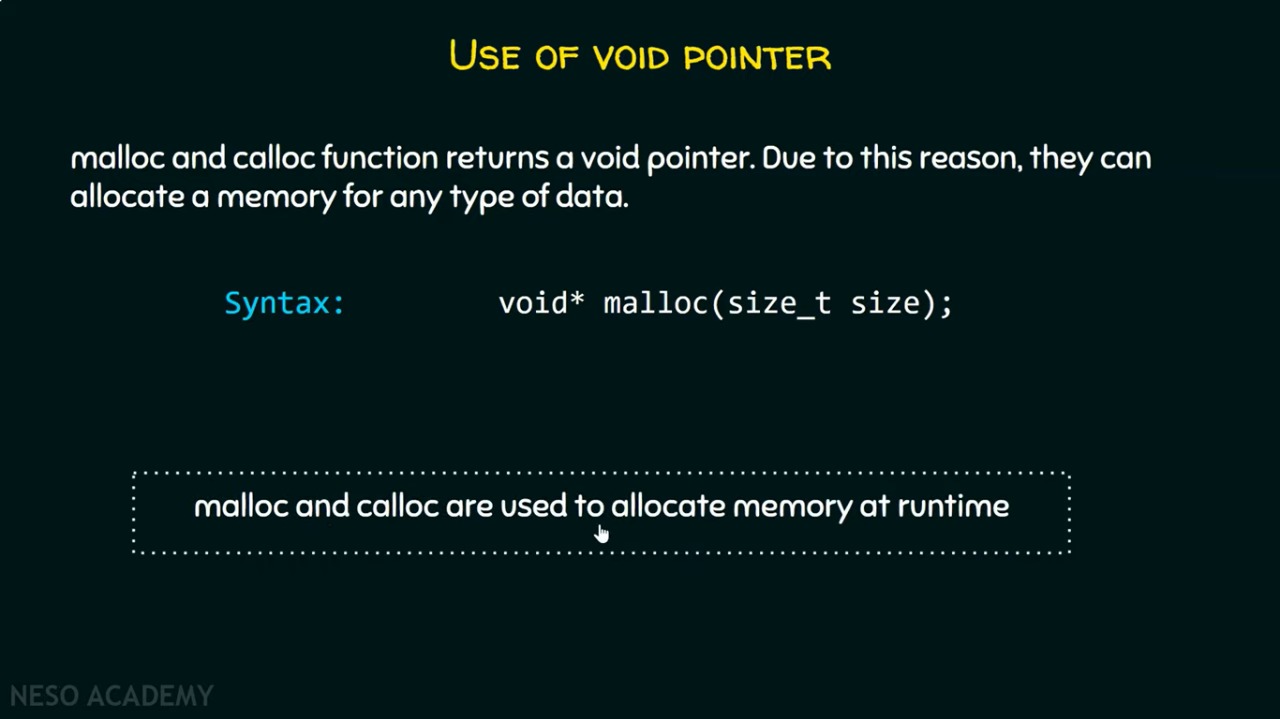 USE OF VOID POINTER
malloc and calloc function returns a void pointer. Due to this reason, they can
allocate a memory for any type of data.
Syntax: void* malloc(size_t size);
malloc and calloc are used to allocate memory at runtime
NESO ACADEMY